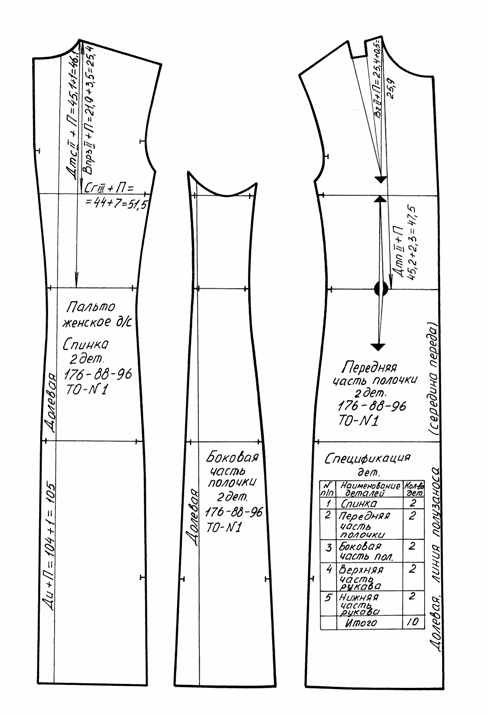 Дтс II + П = 45,1+1=46,1
Впрз II + П = 21,9+3,5=25,4
Сг III + П =
= 44+7=51,5
Пальто
женское д/с
Спинка
2 дет.
176-88-96
ТО-N1
Долевая
Ди+П=104+1=105
Боковая
часть
полочки
2 дет.
176-88-96
ТО-N1
Долевая
Вг II + П = 25,4+0,5=
25,9
Дтп II + П
45,2+2,3=47,5
Передняя
часть полочки
2 дет.
176-88-96
ТО-N1
Долевая, линия полузаноса (середина переда)
Спецификация
дет.
N п/п Наименование деталей Кол-во дет.
1 Спинка 2
2 Передняя часть полочки 2
3 Боковая часть пол. 2
4 Верхняя часть рукава 2
5 Нижняя часть рукава 2
Итого 10